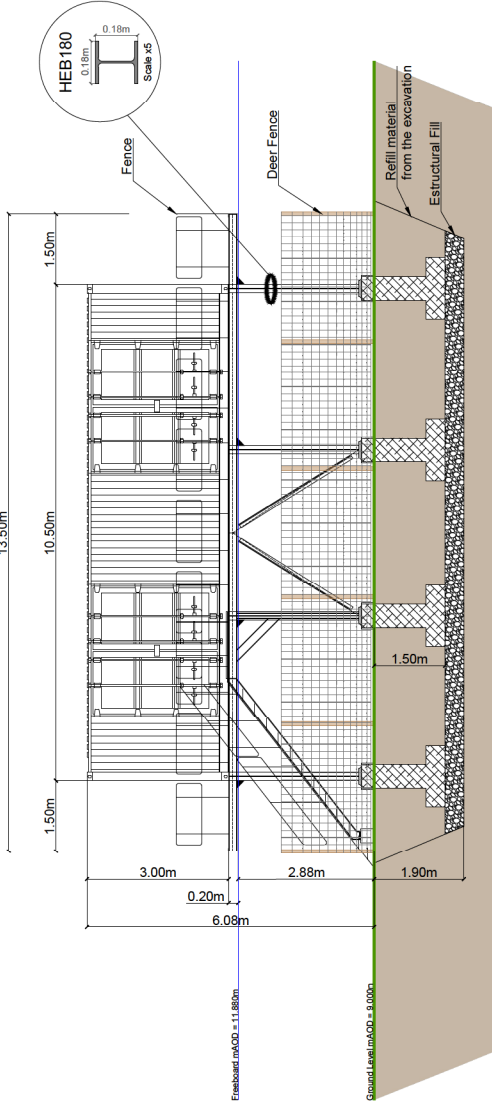 HEB180
0.18m
0.18m
Scale x5
Fence
Deer Fence
Refill material
from the excavation
Estructural Fill
13.50m
1.50m
10.50m
1.50m
3.00m
0.20m
6.08m
2.88m
1.50m
1.90m
Freeboard mAOD = 11.880m
Ground Level mAOD = 9.000m